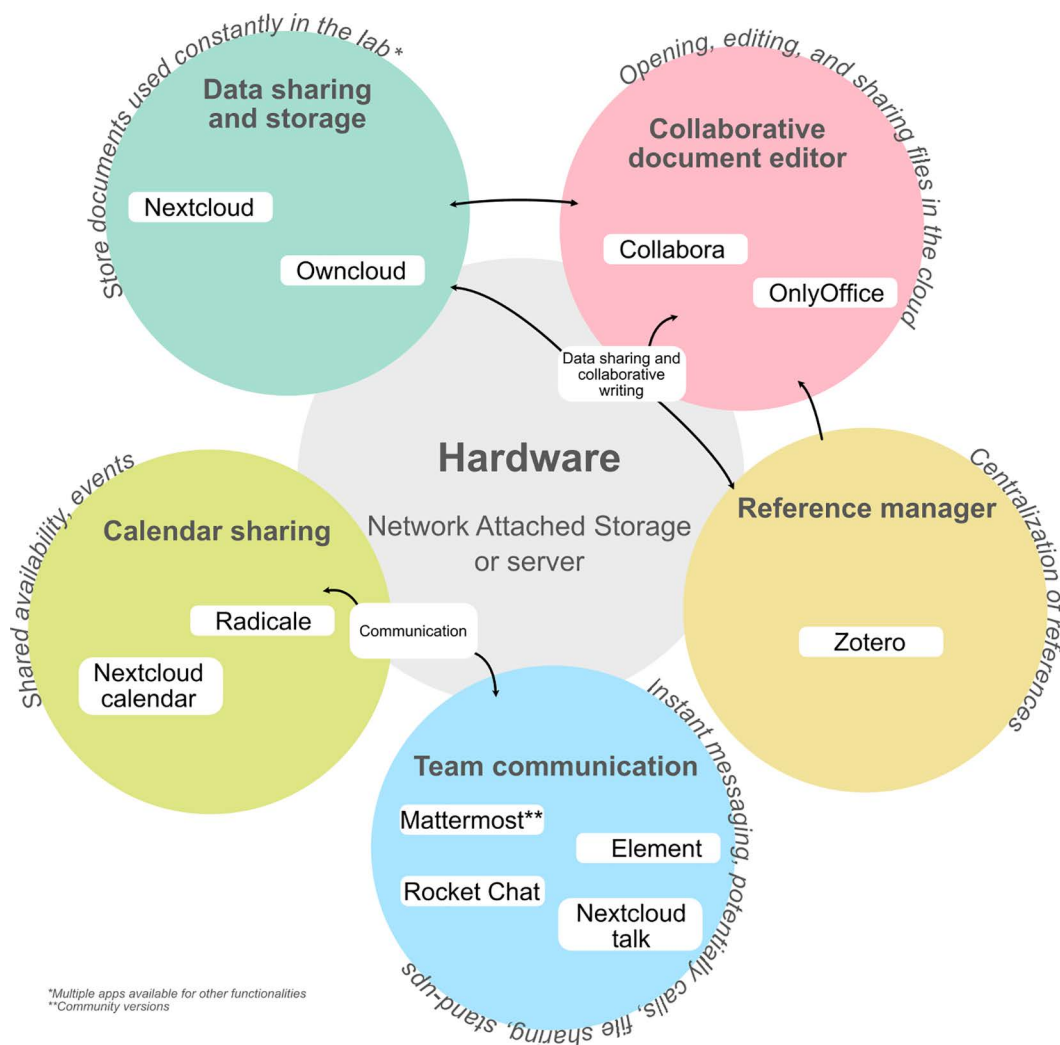 Store documents used constantly in the lab*
Data sharing
and storage
Nextcloud
Owncloud
Opening, editing, and sharing files in the cloud
Collaborative
document editor
Collabora
OnlyOffice
Data sharing and
collaborative
writing
Hardware
Network Attached Storage
or server
Shared availability, events
Calendar sharing
Radicale
Nextcloud
calendar
Communication
Centralization of references
Reference manager
Zotero
Instant messaging, potentially calls, file sharing, stand-ups
Team communication
Mattermost**
Element
Rocket Chat
Nextcloud
talk
*Multiple apps available for other functionalities
**Community versions